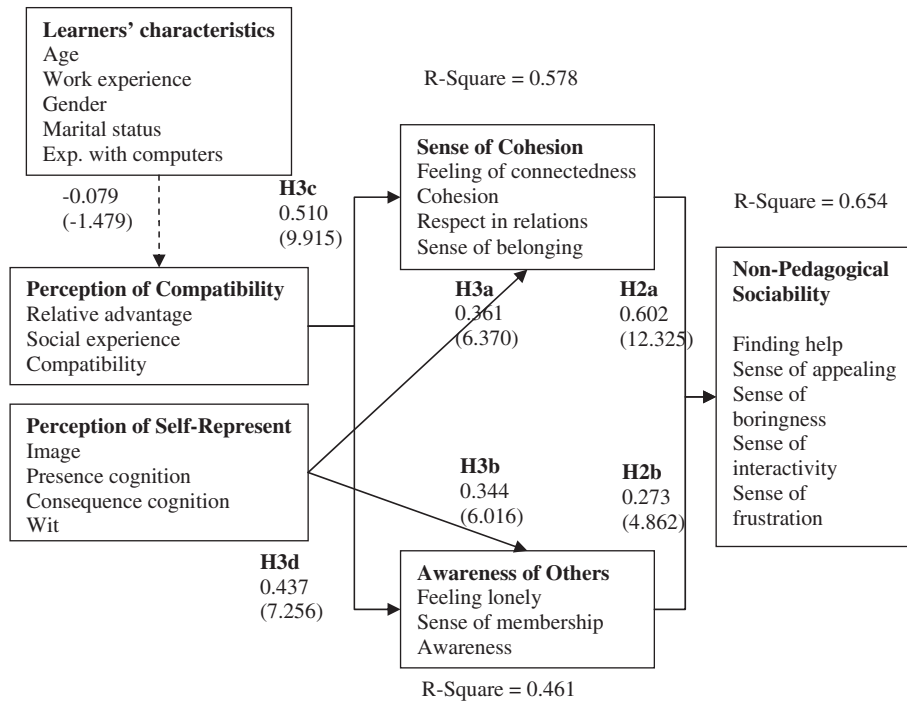 Learners' characteristics
Age
Work experience
Gender
Marital status
Exp. with computers
-0.079
(-1.479)
H3c
0.510
(9.915)
R-Square = 0.578
Sense of Cohesion
Feeling of connectedness
Cohesion
Respect in relations
Sense of belonging
R-Square = 0.654
Perception of Compatibility
Relative advantage
Social experience
Compatibility
H3a
0.361
(6.370)
H2a
0.602
(12.325)
Non-Pedagogical
Sociability
Finding help
Sense of appealing
Sense of
boringness
Sense of
interactivity
Sense of
frustration
Perception of Self-Represent
Image
Presence cognition
Consequence cognition
Wit
H3b
0.344
(6.016)
H2b
0.273
(4.862)
H3d
0.437
(7.256)
Awareness of Others
Feeling lonely
Sense of membership
Awareness
R-Square = 0.461